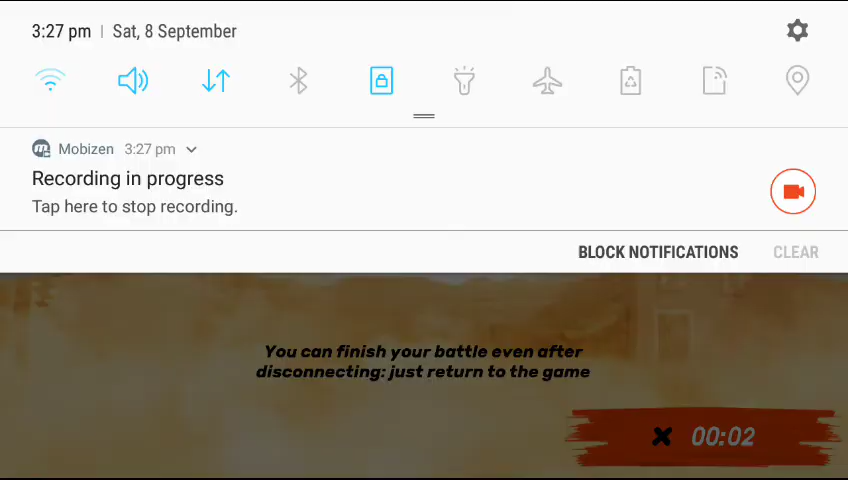 3:27 pm | Sat, 8 September
Mobizen 3:27 pm
Recording in progress
Tap here to stop recording.
BLOCK NOTIFICATIONS CLEAR
You can finish your battle even after
disconnecting: just return to the game
00:02